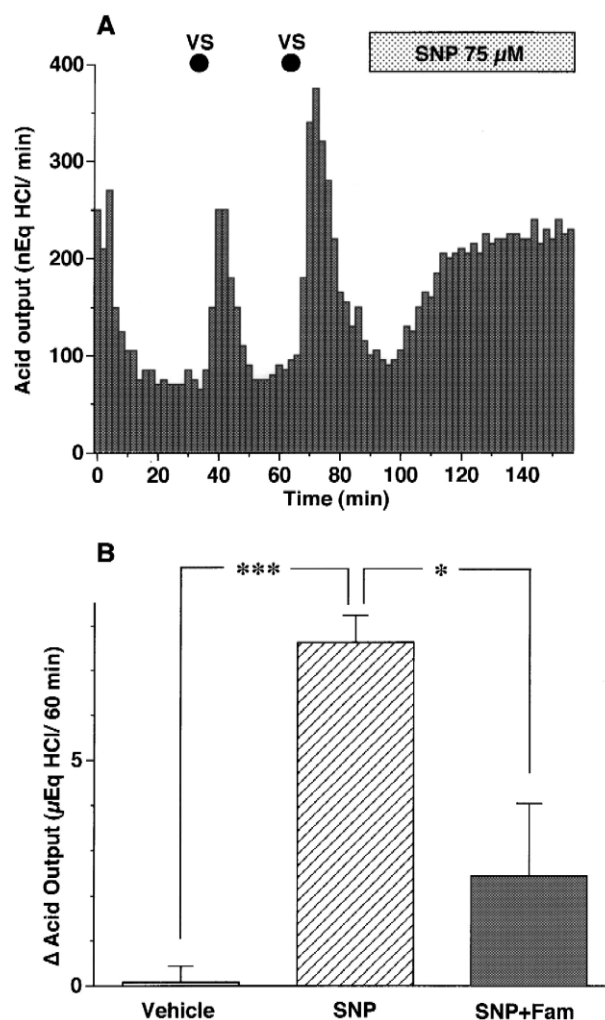 A
VS
VS
SNP 75 µM
Acid output (nEq HCl/ min)
400
300
200
100
0
0 20 40 60 80 100 120 140
Time (min)
B
***
*
Δ Acid Output (µEq HCl/ 60 min)
5
0
Vehicle SNP SNP+Fam